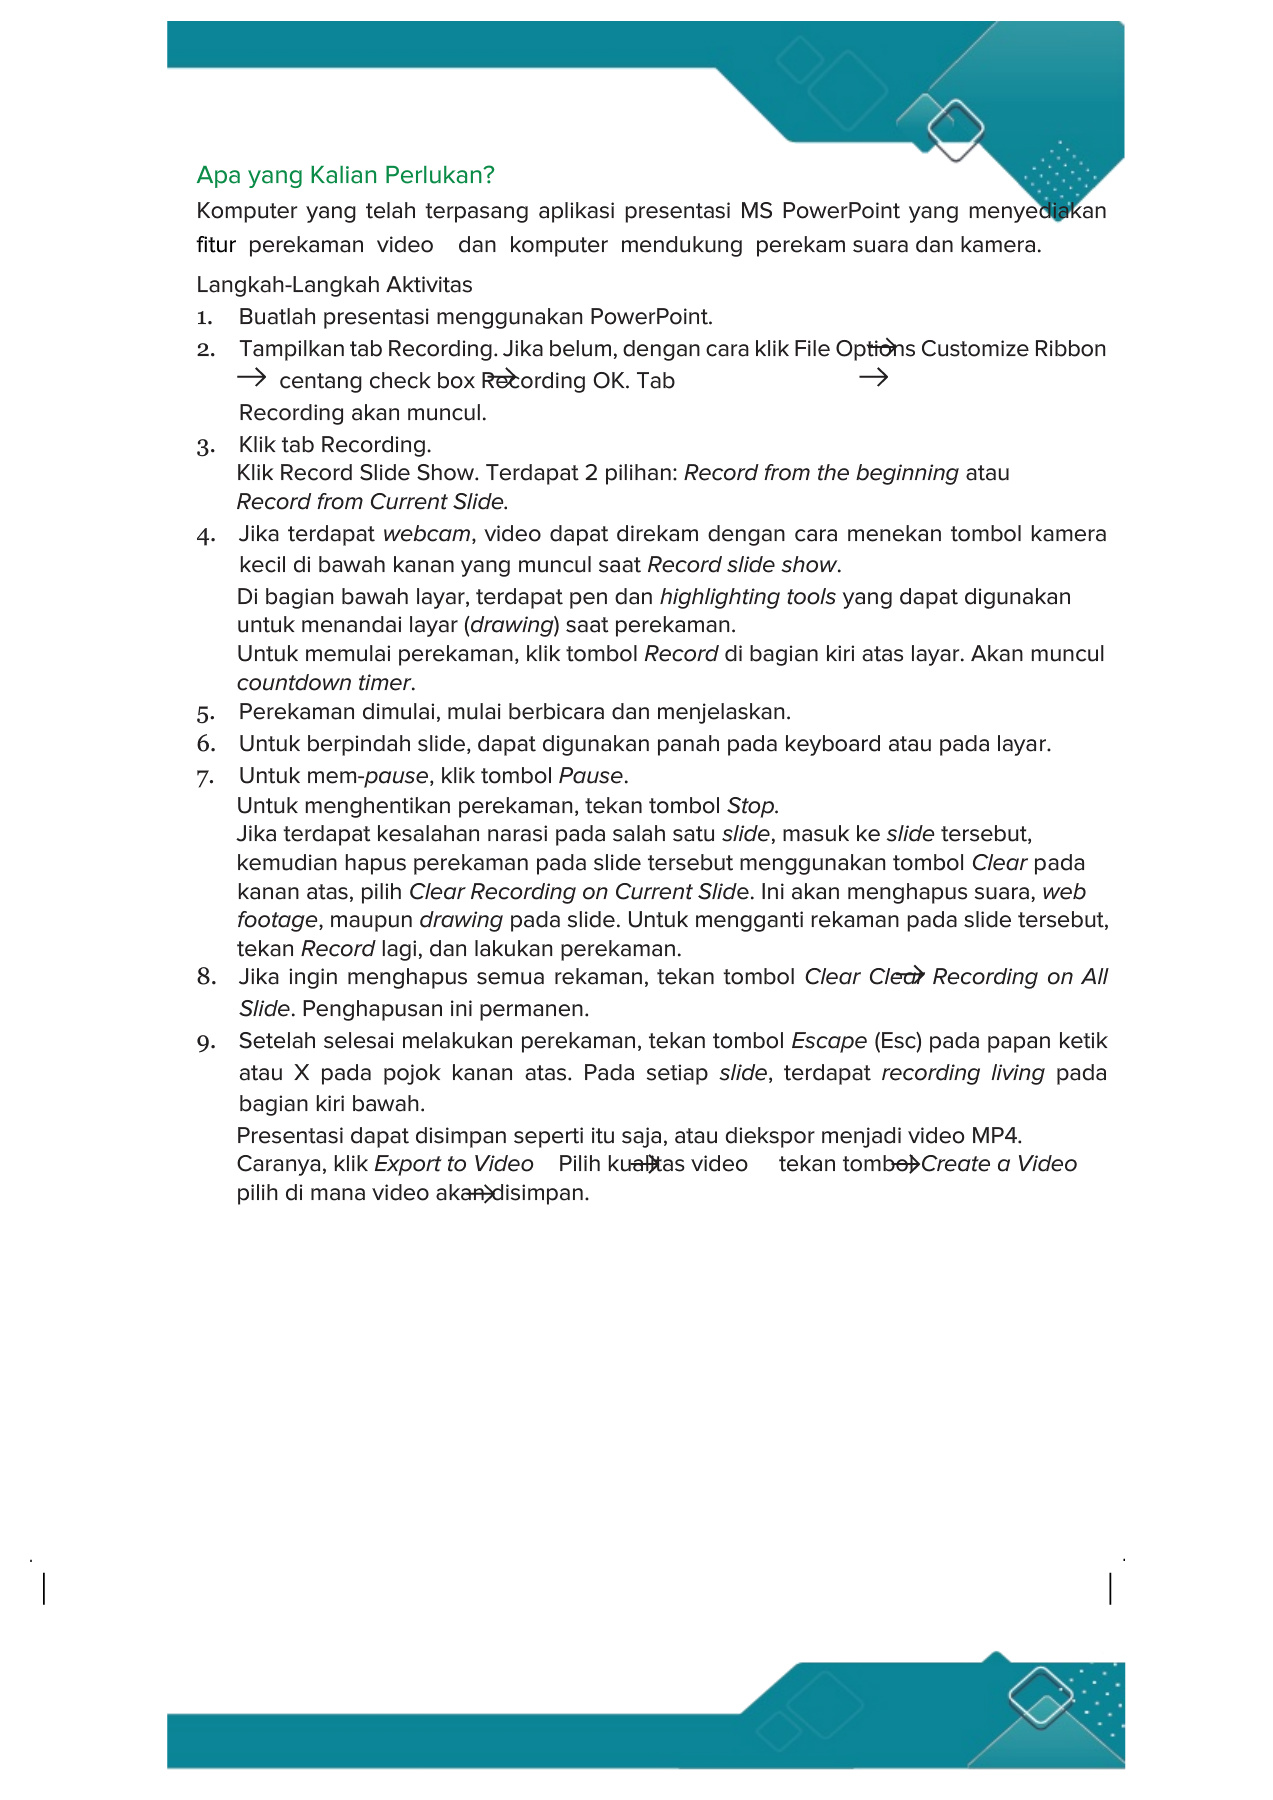 Apa yang Kalian Perlukan?
Komputer yang telah terpasang aplikasi presentasi MS PowerPoint yang menyediakan
fitur perekaman video dan komputer mendukung perekam suara dan kamera.
Langkah-Langkah Aktivitas
1. Buatlah presentasi menggunakan PowerPoint.
2. Tampilkan tab Recording. Jika belum, dengan cara klik File Options → Customize Ribbon
→ centang check box Recording → OK. Tab →
Recording akan muncul.
3. Klik tab Recording.
Klik Record Slide Show. Terdapat 2 pilihan: Record from the beginning atau
Record from Current Slide.
4. Jika terdapat webcam, video dapat direkam dengan cara menekan tombol kamera
kecil di bawah kanan yang muncul saat Record slide show.
Di bagian bawah layar, terdapat pen dan highlighting tools yang dapat digunakan
untuk menandai layar (drawing) saat perekaman.
Untuk memulai perekaman, klik tombol Record di bagian kiri atas layar. Akan muncul
countdown timer.
5. Perekaman dimulai, mulai berbicara dan menjelaskan.
6. Untuk berpindah slide, dapat digunakan panah pada keyboard atau pada layar.
7. Untuk mem-pause, klik tombol Pause.
Untuk menghentikan perekaman, tekan tombol Stop.
Jika terdapat kesalahan narasi pada salah satu slide, masuk ke slide tersebut,
kemudian hapus perekaman pada slide tersebut menggunakan tombol Clear pada
kanan atas, pilih Clear Recording on Current Slide. Ini akan menghapus suara, web
footage, maupun drawing pada slide. Untuk mengganti rekaman pada slide tersebut,
tekan Record lagi, dan lakukan perekaman.
8. Jika ingin menghapus semua rekaman, tekan tombol Clear Clear → Recording on All
Slide. Penghapusan ini permanen.
9. Setelah selesai melakukan perekaman, tekan tombol Escape (Esc) pada papan ketik
atau X pada pojok kanan atas. Pada setiap slide, terdapat recording living pada
bagian kiri bawah.
Presentasi dapat disimpan seperti itu saja, atau diekspor menjadi video MP4.
Caranya, klik Export to Video Pilih kualitas → video tekan tombol → Create a Video
pilih di mana video akan → disimpan.